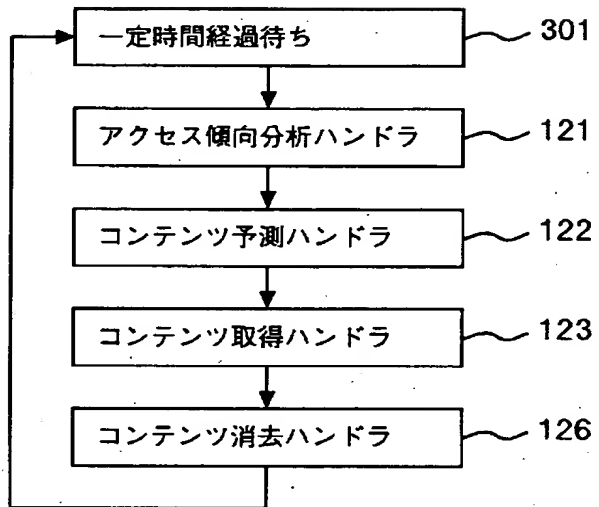 一定時間経過待ち 301
アクセス傾向分析ハンドラ 121
コンテンツ予測ハンドラ 122
コンテンツ取得ハンドラ 123
コンテンツ消去ハンドラ 126